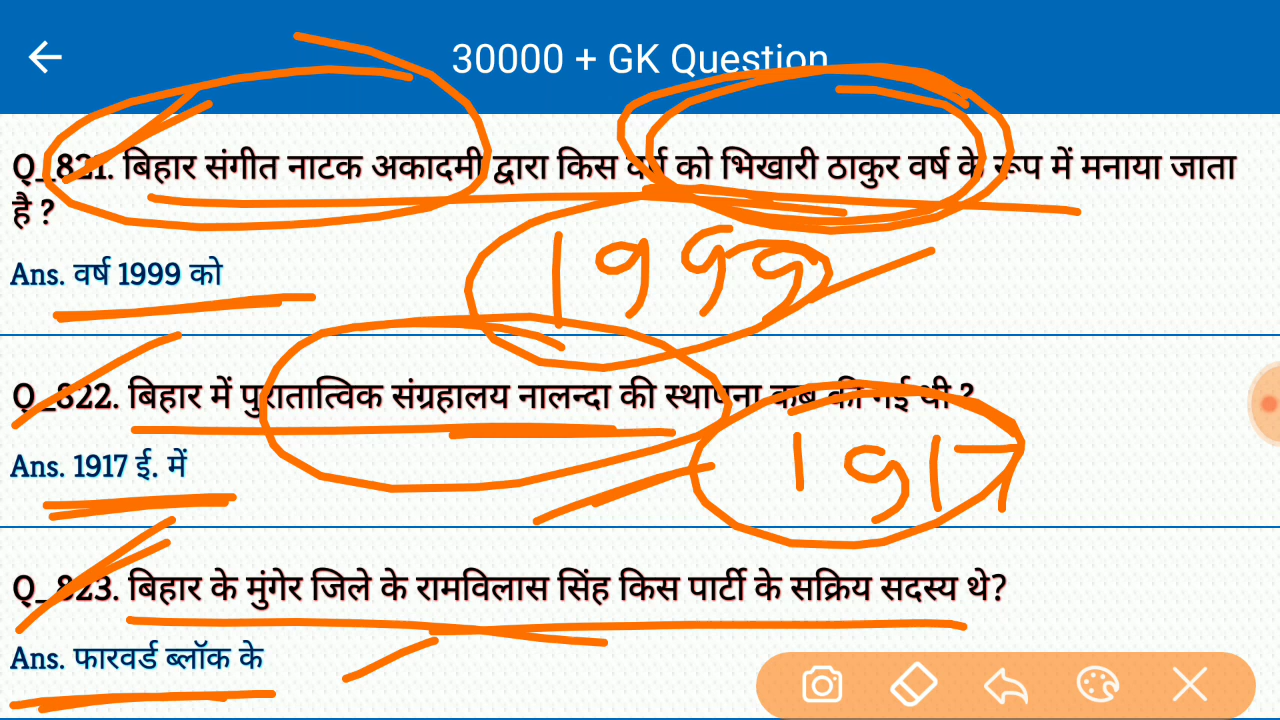 30000 + GK Question
Q_821. बिहार संगीत नाटक अकादमी द्वारा किस वर्ष को भिखारी ठाकुर वर्ष के रूप में मनाया जाता
है ?
Ans. वर्ष 1999 को
1999
Q_822. बिहार में पुरातात्विक संग्रहालय नालन्दा की स्थापना कब की गई थी ?
Ans. 1917 ई. में
1917
Q_823. बिहार के मुंगेर जिले के रामविलास सिंह किस पार्टी के सक्रिय सदस्य थे?
Ans. फारवर्ड ब्लॉक के